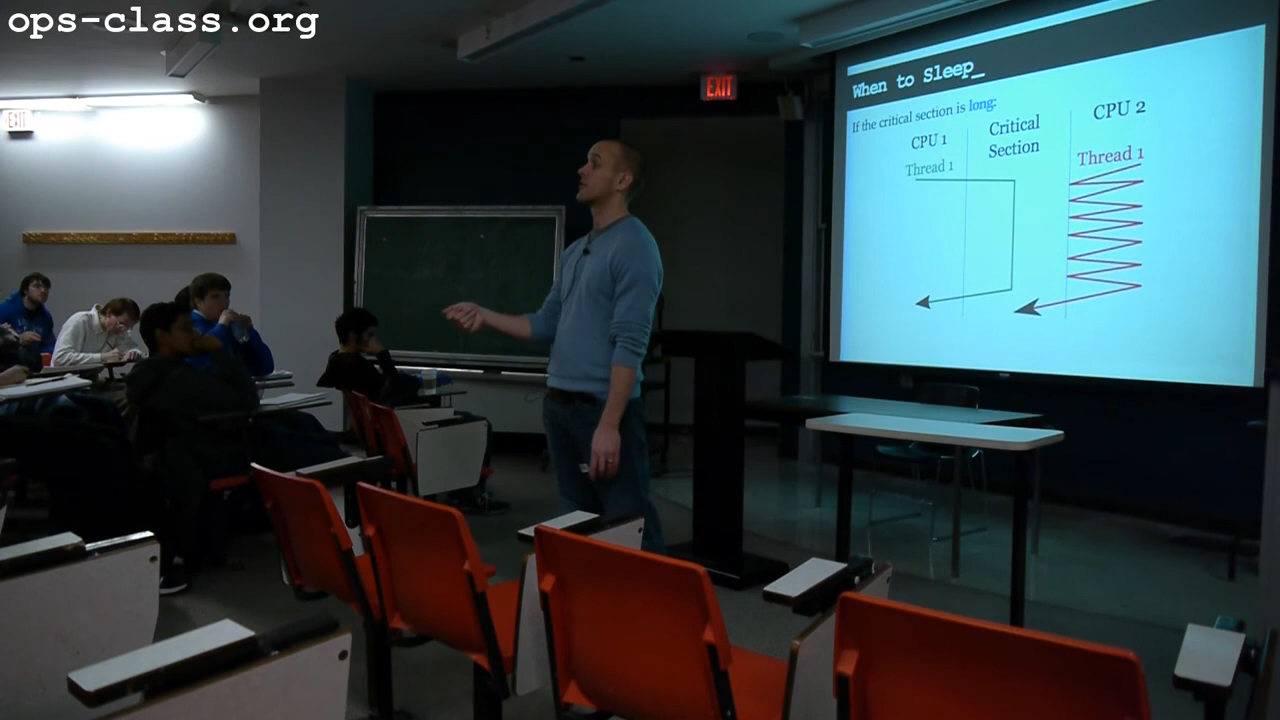 ops-class.org
EXIT
EXIT
When to Sleep_
If the critical section is long:
CPU 1
Critical
Section
CPU 2
Thread 1
Thread 1